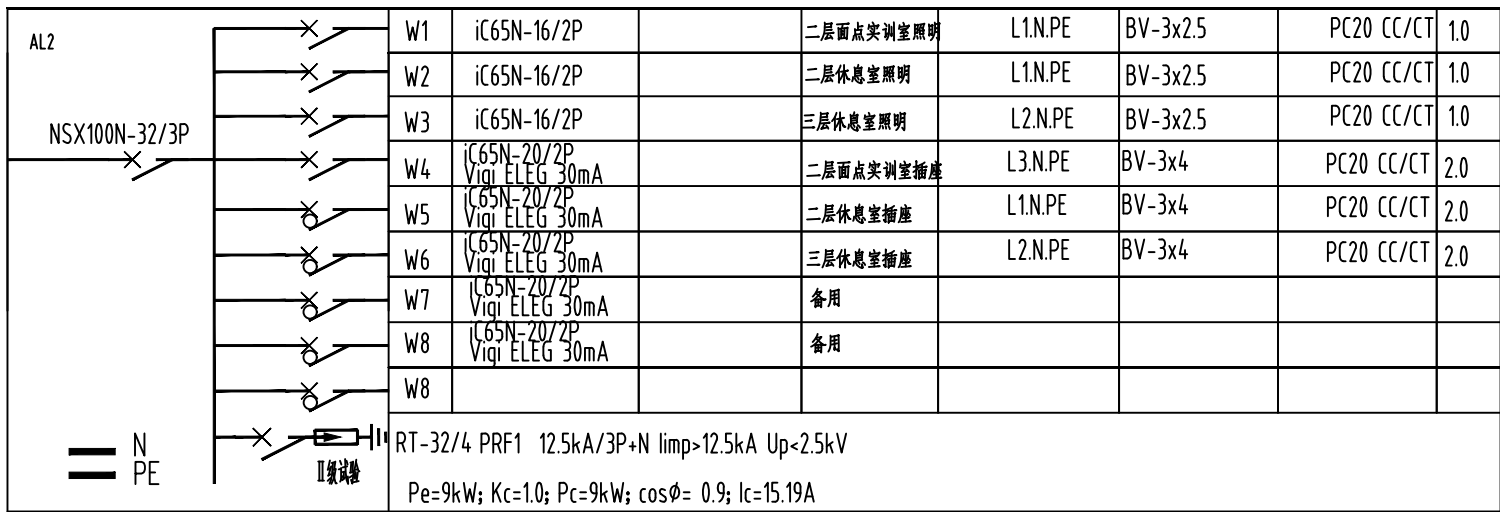 AL2
NSX100N-32/3P
W1 iC65N-16/2P 二层面点实训室照明 L1.N.PE BV-3x2.5 PC20 CC/CT 1.0
W2 iC65N-16/2P 二层休息室照明 L1.N.PE BV-3x2.5 PC20 CC/CT 1.0
W3 iC65N-16/2P 三层休息室照明 L2.N.PE BV-3x2.5 PC20 CC/CT 1.0
W4 iC65N-20/2P Vigi ELEG 30mA 二层面点实训室插座 L3.N.PE BV-3x4 PC20 CC/CT 2.0
W5 iC65N-20/2P Vigi ELEG 30mA 二层休息室插座 L1.N.PE BV-3x4 PC20 CC/CT 2.0
W6 iC65N-20/2P Vigi ELEG 30mA 三层休息室插座 L2.N.PE BV-3x4 PC20 CC/CT 2.0
W7 iC65N-20/2P Vigi ELEG 30mA 备用
W8 iC65N-20/2P Vigi ELEG 30mA 备用
W8
N
PE
Ⅱ级试验
RT-32/4 PRF1 12.5kA/3P+N Iimp>12.5kA Up<2.5kV
Pe=9kW; Kc=1.0; Pc=9kW; cosø= 0.9; Ic=15.19A